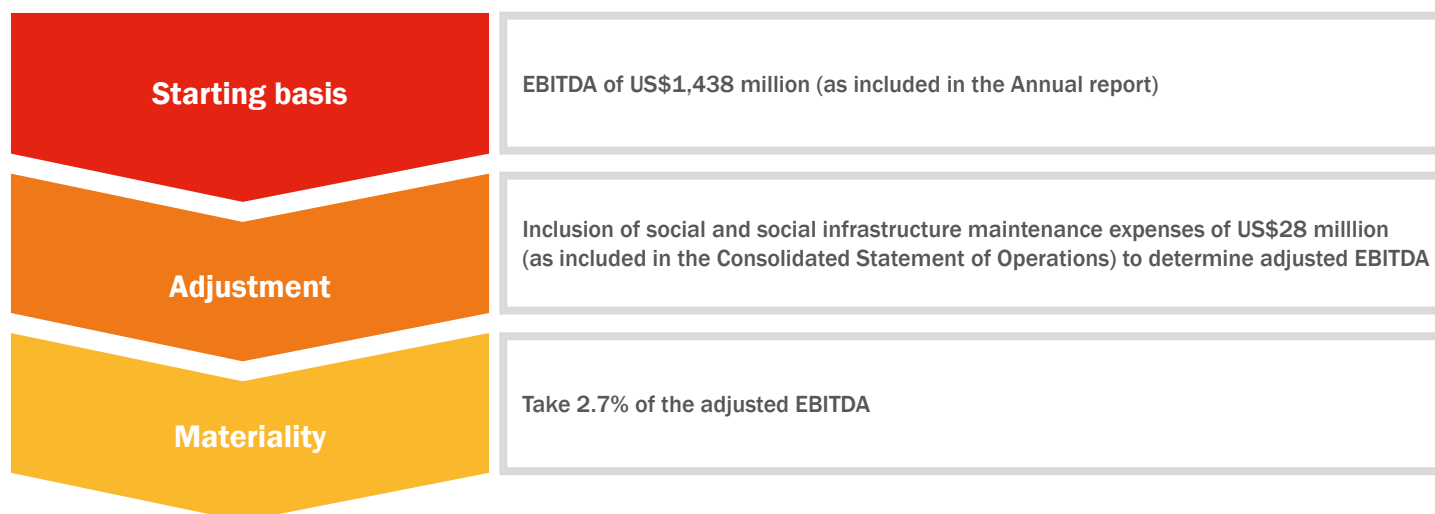 Starting basis
EBITDA of US$1,438 million (as included in the Annual report)
Adjustment
Inclusion of social and social infrastructure maintenance expenses of US$28 milllion
(as included in the Consolidated Statement of Operations) to determine adjusted EBITDA
Materiality
Take 2.7% of the adjusted EBITDA